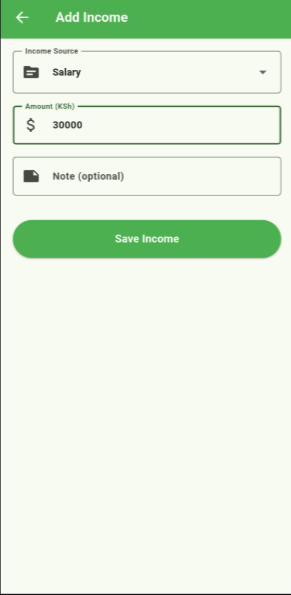 Add Income
Income Source
Salary
Amount (KSh)
$ 30000
Note (optional)
Save Income